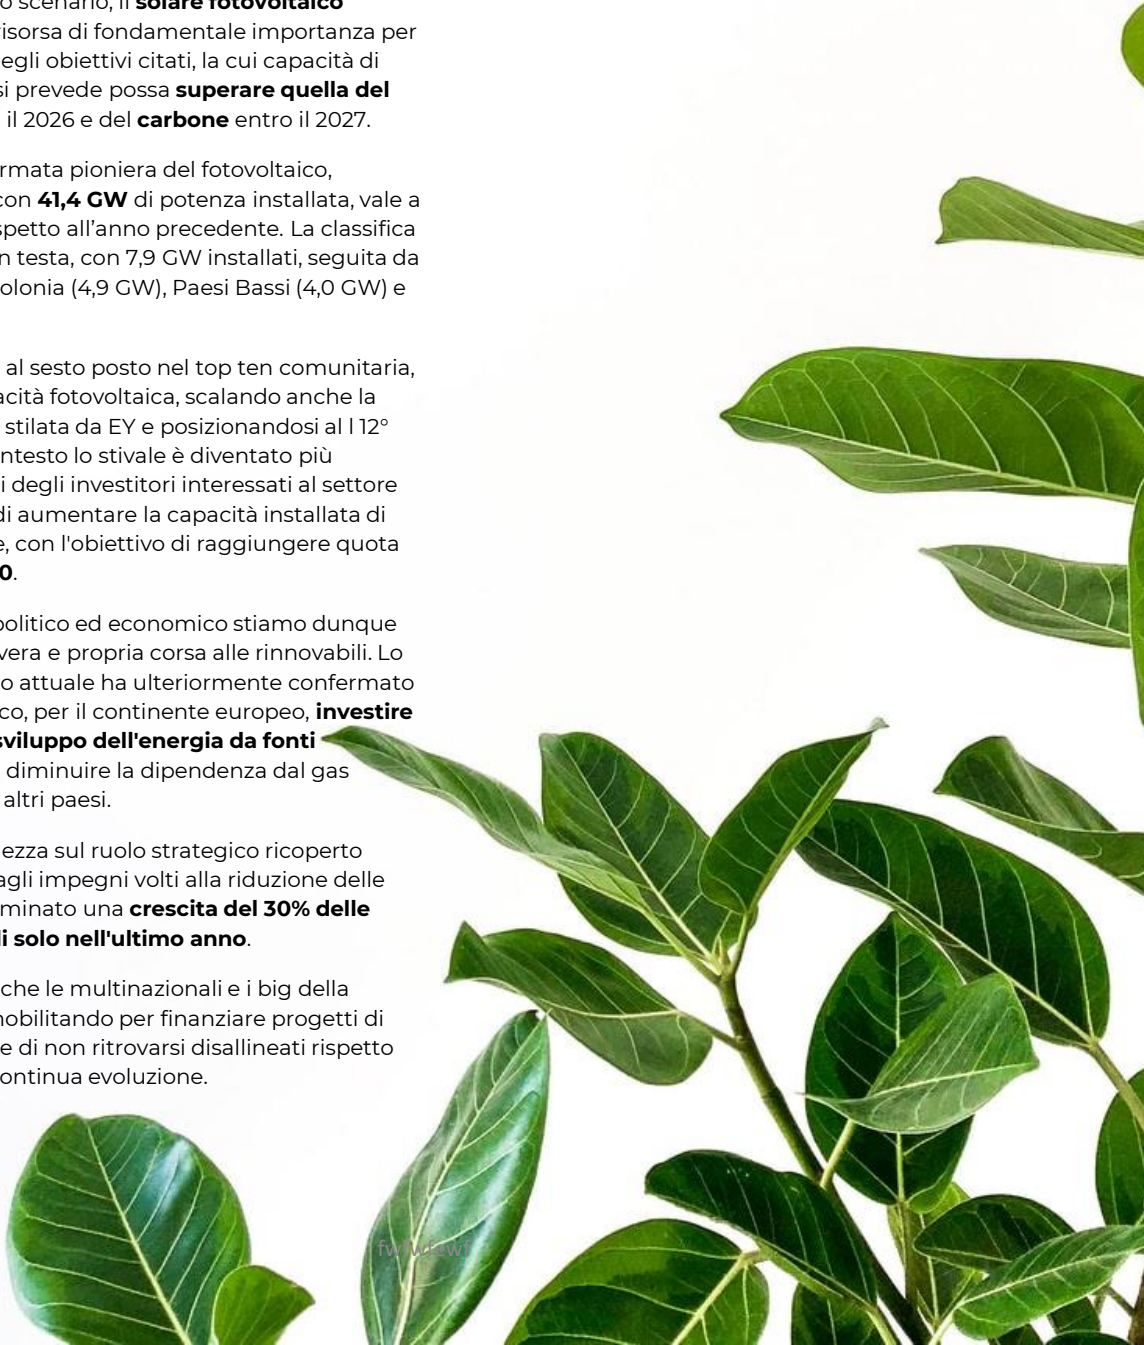 o scenario, il solare fotovoltaico
risorsa di fondamentale importanza per
egli obiettivi citati, la cui capacità di
si prevede possa superare quella del
il 2026 e del carbone entro il 2027.
rmata pioniera del fotovoltaico,
con 41,4 GW di potenza installata, vale a
spetto all’anno precedente. La classifica
n testa, con 7,9 GW installati, seguita da
olonia (4,9 GW), Paesi Bassi (4,0 GW) e
al sesto posto nel top ten comunitaria,
acità fotovoltaica, scalando anche la
stilata da EY e posizionandosi al l 12°
ntesto lo stivale è diventato più
i degli investitori interessati al settore
di aumentare la capacità installata di
e, con l'obiettivo di raggiungere quota
0.
politico ed economico stiamo dunque
vera e propria corsa alle rinnovabili. Lo
o attuale ha ulteriormente confermato
co, per il continente europeo, investire
sviluppo dell'energia da fonti
diminuire la dipendenza dal gas
altri paesi.
ezza sul ruolo strategico ricoperto
agli impegni volti alla riduzione delle
minato una crescita del 30% delle
li solo nell'ultimo anno.
che le multinazionali e i big della
mobilitando per finanziare progetti di
e di non ritrovarsi disallineati rispetto
ontinua evoluzione.